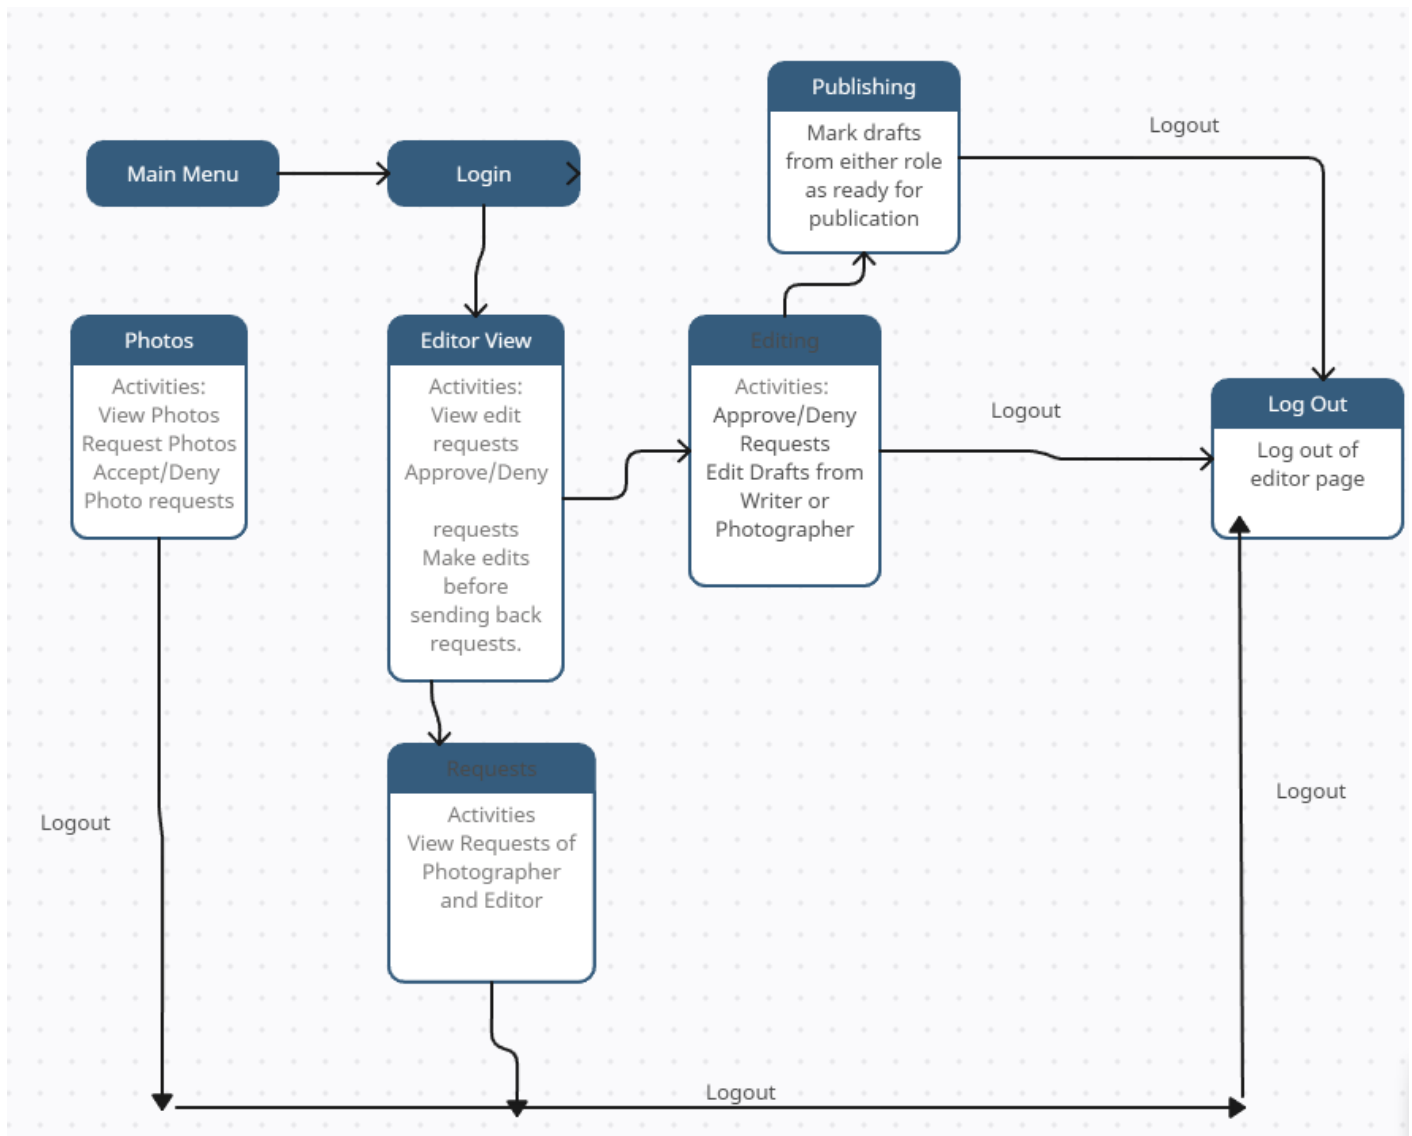 Main Menu
Login
Publishing
Mark drafts
from either role
as ready for
publication
Logout
Photos
Activities:
View Photos
Request Photos
Accept/Deny
Photo requests
Editor View
Activities:
View edit
requests
Approve/Deny
requests
Make edits
before
sending back
requests.
Editing
Activities:
Approve/Deny
Requests
Edit Drafts from
Writer or
Photographer
Logout
Log Out
Log out of
editor page
Requests
Activities
View Requests of
Photographer
and Editor
Logout
Logout
Logout